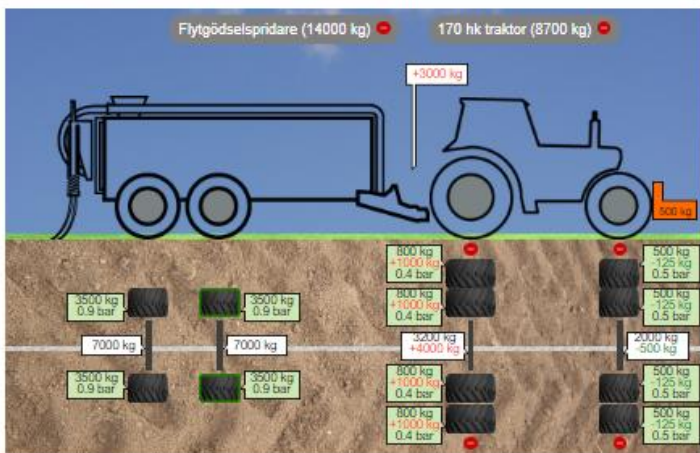 Flytgödselspridare (14000 kg)
170 hk traktor (8700 kg)
+3000 kg
500 kg
800 kg
+1000 kg
0.4 bar
500 kg
-125 kg
0.5 bar
3500 kg
0.9 bar
3500 kg
0.9 bar
800 kg
+1000 kg
0.4 bar
500 kg
-125 kg
0.5 bar
7000 kg
7000 kg
3200 kg
+4000 kg
2000 kg
-500 kg
3500 kg
0.9 bar
3500 kg
0.9 bar
800 kg
+1000 kg
0.4 bar
500 kg
-125 kg
0.5 bar
800 kg
+1000 kg
0.4 bar
500 kg
-125 kg
0.5 bar